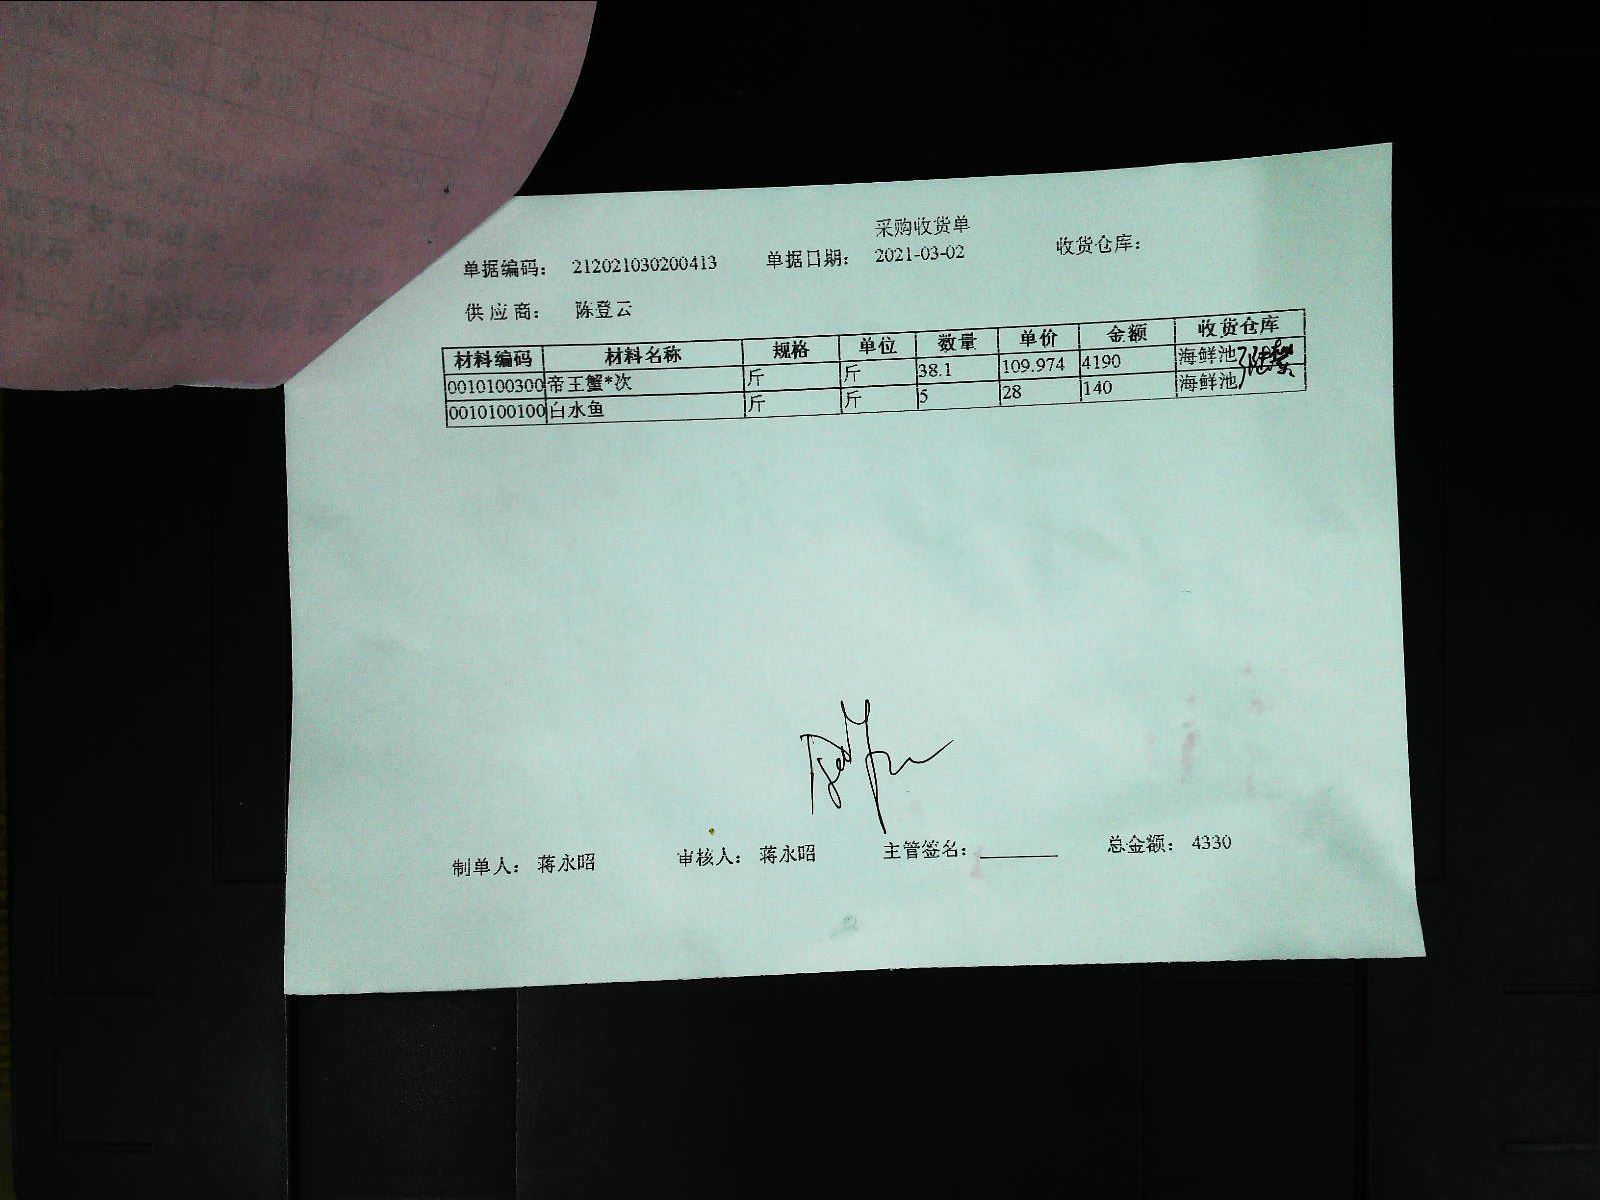 采购收货单
单据编码： 212021030200413 单据日期： 2021-03-02 收货仓库：
供应商： 陈登云
材料编码 材料名称 规格 单位 数量 单价 金额 收货仓库
0010100300 帝王蟹*次 斤 斤 38.1 109.974 4190 海鲜池
0010100100 白水鱼 斤 斤 5 28 140 海鲜池
制单人： 蒋永昭 审核人： 蒋永昭 主管签名： 总金额： 4330